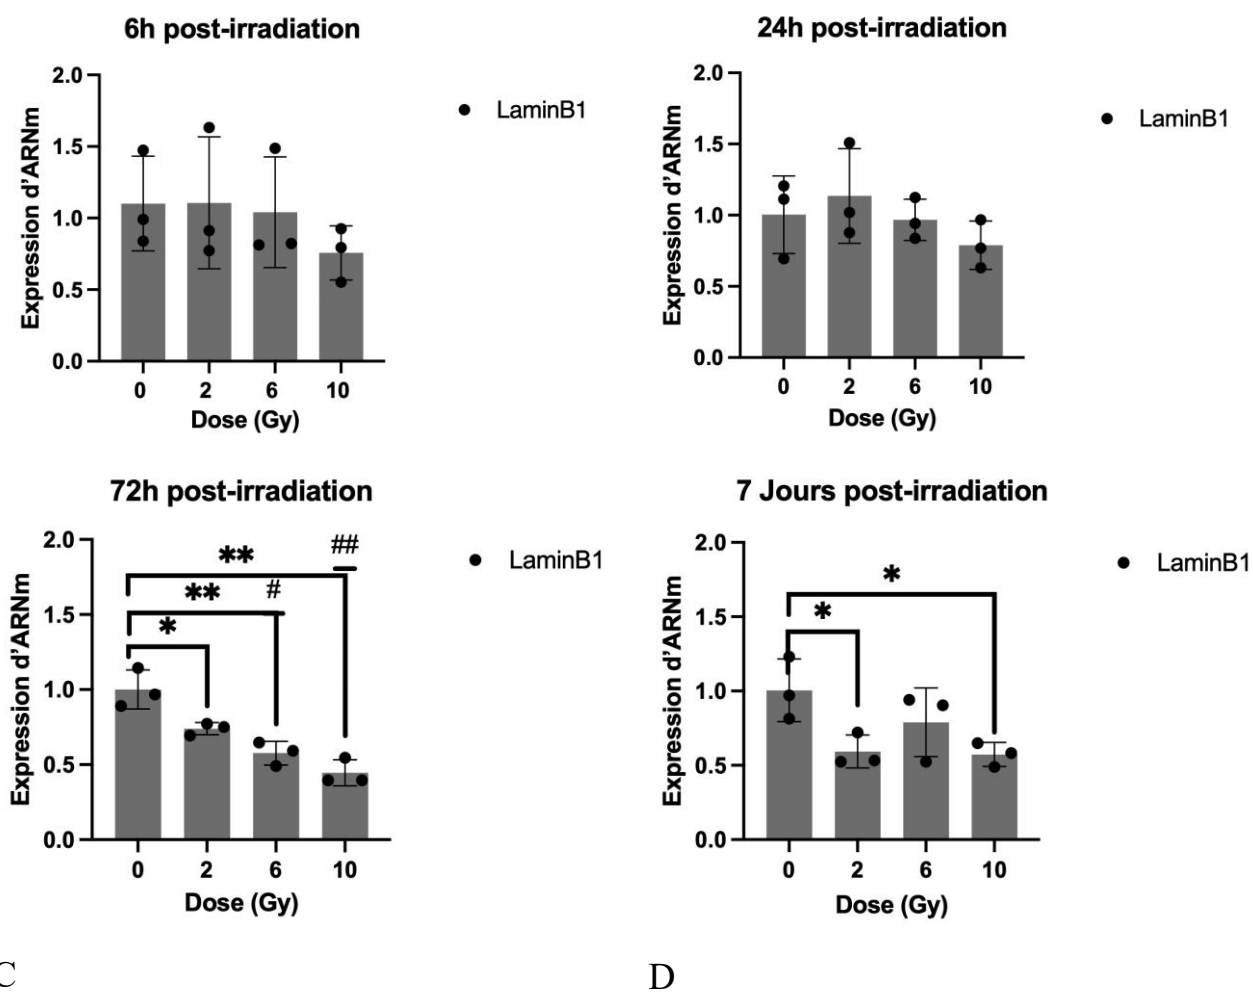 6h post-irradiation
2.0
1.5
1.0
0.5
0.0
Expression d’ARNm
0 2 6 10
Dose (Gy)
LaminB1
24h post-irradiation
2.0
1.5
1.0
0.5
0.0
Expression d’ARNm
0 2 6 10
Dose (Gy)
LaminB1
72h post-irradiation
2.0
1.5
1.0
0.5
0.0
Expression d’ARNm
##
**
** #
*
0 2 6 10
Dose (Gy)
LaminB1
7 Jours post-irradiation
2.0
1.5
1.0
0.5
0.0
Expression d’ARNm
*
*
0 2 6 10
Dose (Gy)
LaminB1
C
D